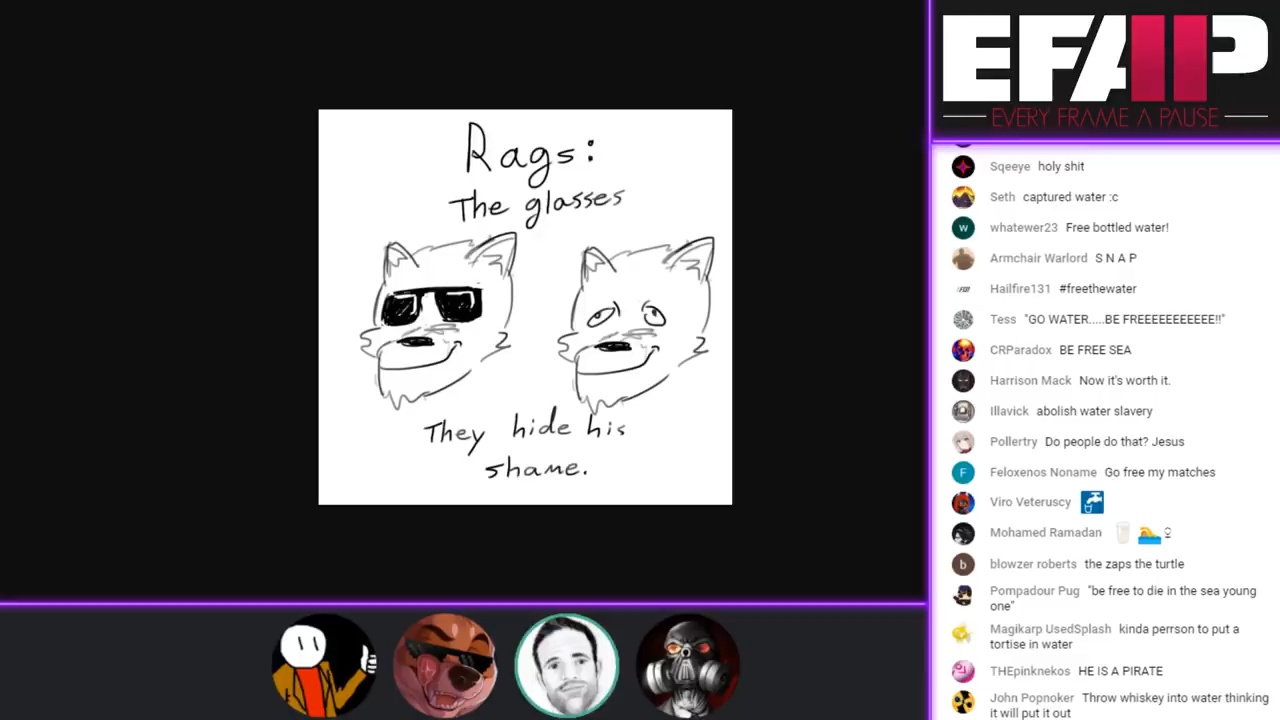 Rags:
The glasses
They hide his
shame.
EFAP
EVERY FRAME A PAUSE
Sqeeye holy shit
Seth captured water :c
whatewer23 Free bottled water!
Armchair Warlord S N A P
Hailfire131 #freethewater
Tess "GO WATER.....BE FREEEEEEEEEEE!!"
CRParadox BE FREE SEA
Harrison Mack Now it's worth it.
Illavick abolish water slavery
Pollertry Do people do that? Jesus
Feloxenos Noname Go free my matches
Viro Veteruscy
Mohamed Ramadan
blowzer roberts the zaps the turtle
Pompadour Pug "be free to die in the sea young
one"
Magikarp UsedSplash kinda perrson to put a
tortise in water
THEpinknekos HE IS A PIRATE
John Popnoker Throw whiskey into water thinking
it will put it out